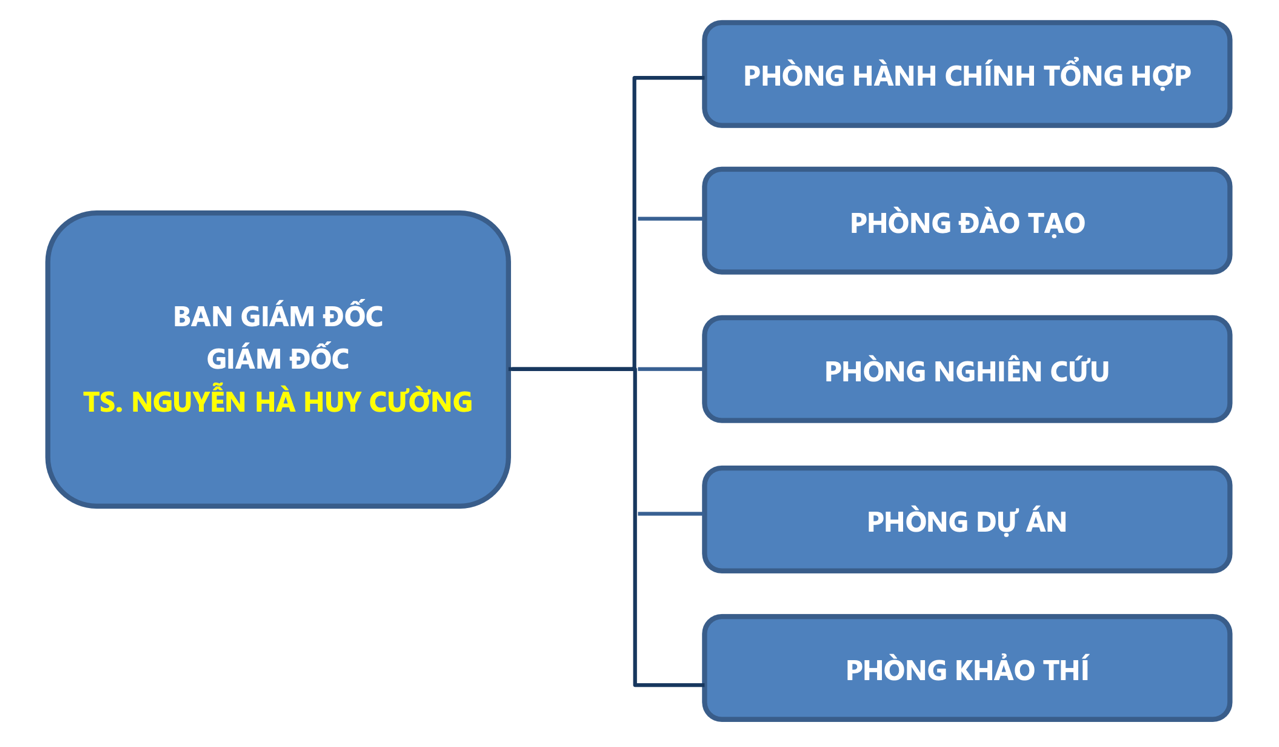 BAN GIÁM ĐỐC
GIÁM ĐỐC
TS. NGUYỄN HÀ HUY CƯỜNG
PHÒNG HÀNH CHÍNH TỔNG HỢP
PHÒNG ĐÀO TẠO
PHÒNG NGHIÊN CỨU
PHÒNG DỰ ÁN
PHÒNG KHẢO THÍ